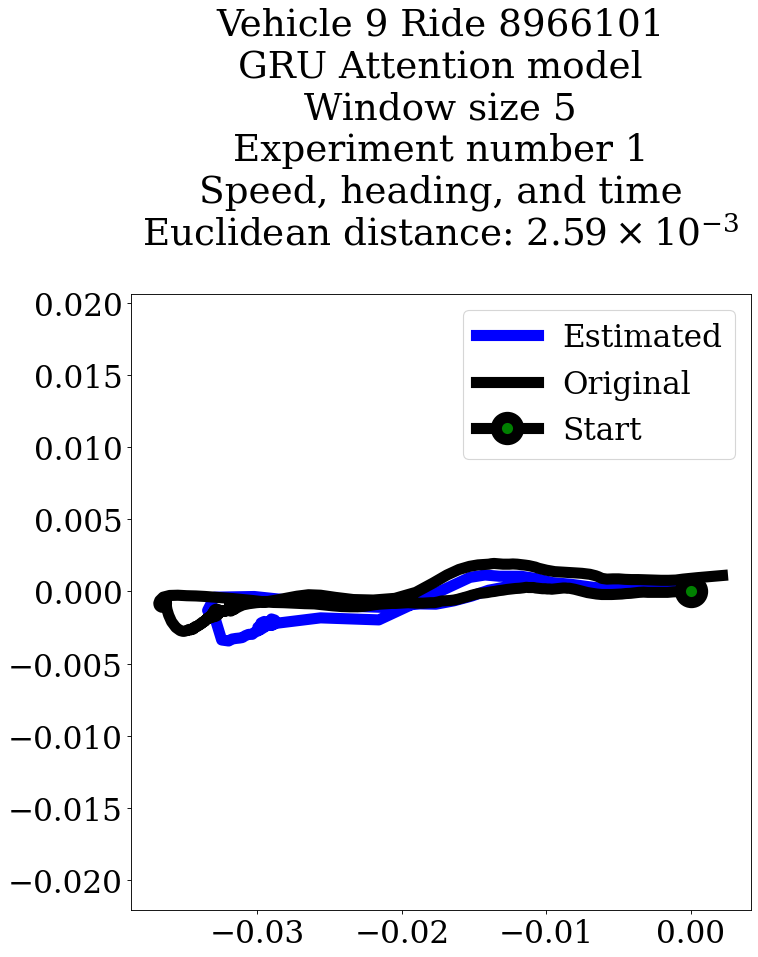 Vehicle 9 Ride 8966101
GRU Attention model
Window size 5
Experiment number 1
Speed, heading, and time
Euclidean distance: 2.59 × 10⁻³
0.020
0.015
0.010
0.005
0.000
−0.005
−0.010
−0.015
−0.020
Estimated
Original
Start
−0.03
−0.02
−0.01
0.00